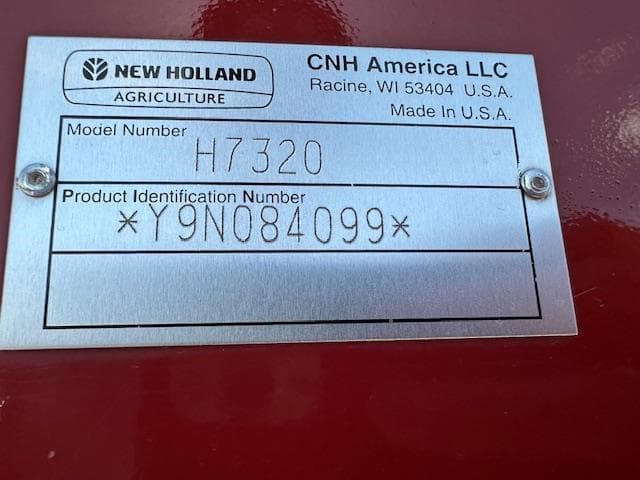 NEW HOLLAND
AGRICULTURE
CNH America LLC
Racine, WI 53404 U.S.A.
Made In U.S.A.
Model Number
H7320
Product Identification Number
*Y9N084099*